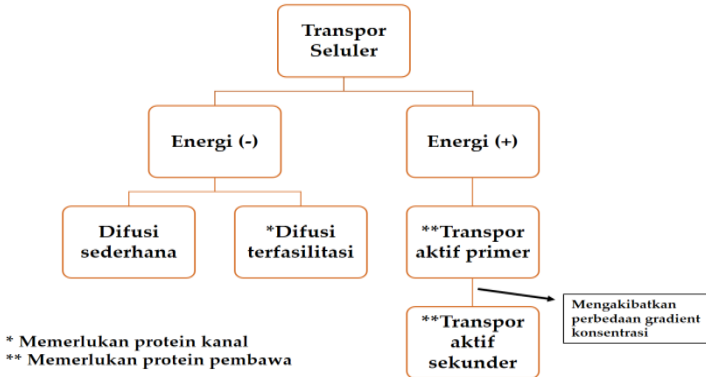 Transpor
Seluler
Energi (-)
Energi (+)
Difusi
sederhana
*Difusi
terfasilitasi
**Transpor
aktif primer
Mengakibatkan
perbedaan gradient
konsentrasi
**Transpor
aktif
sekunder
* Memerlukan protein kanal
** Memerlukan protein pembawa